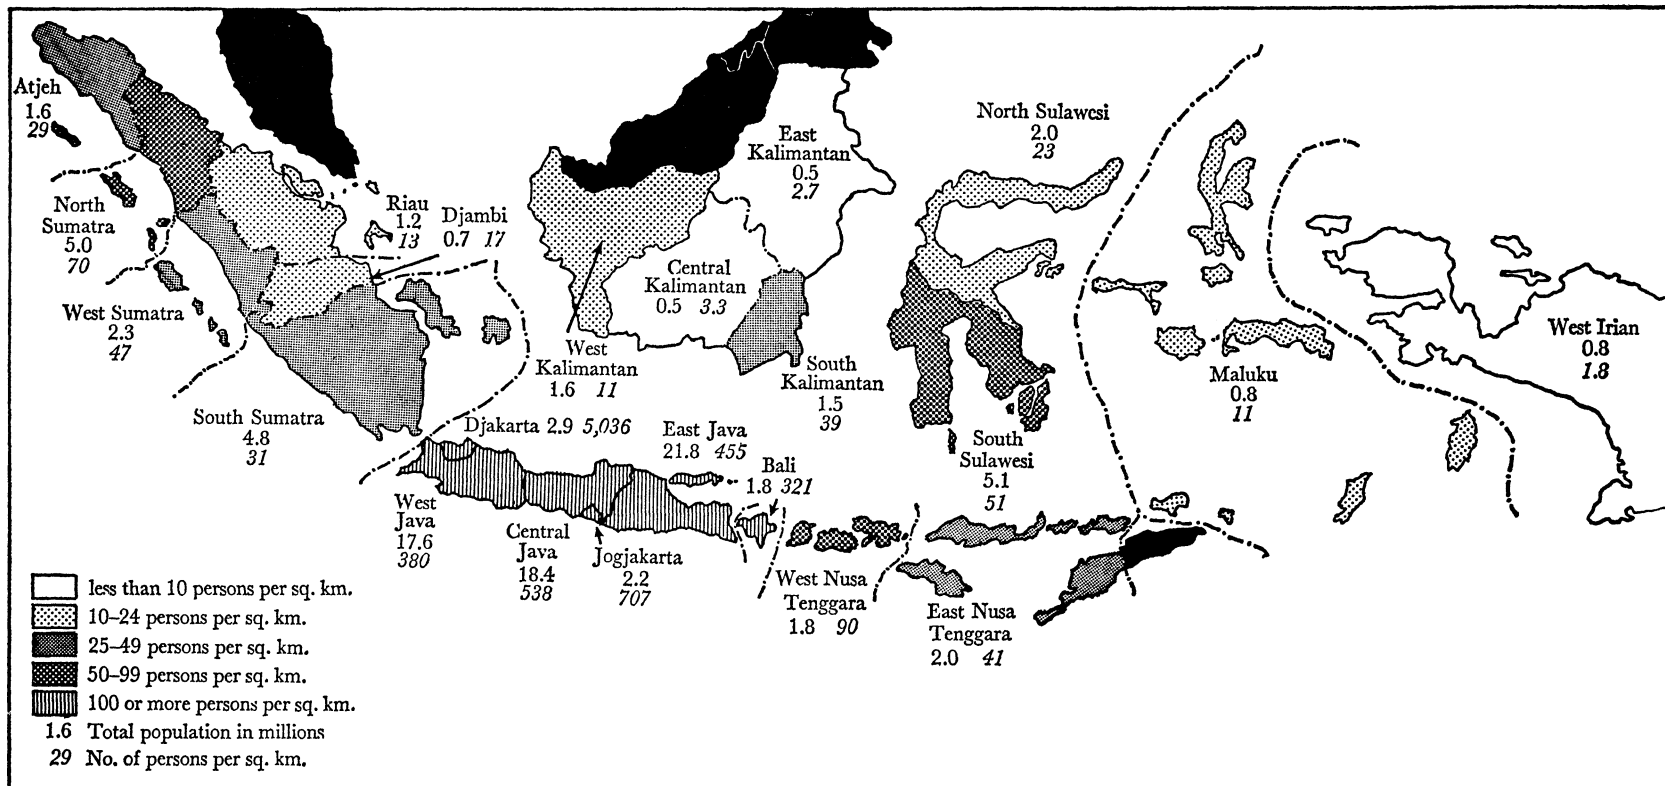 Atjeh
1.6
29
North
Sumatra
5.0
70
West Sumatra
2.3
47
South Sumatra
4.8
31
Riau
1.2
13
Djambi
0.7 17
East
Kalimantan
0.5
2.7
Central
Kalimantan
0.5 3.3
West
Kalimantan
1.6 11
South
Kalimantan
1.5
39
North Sulawesi
2.0
23
South
Sulawesi
5.1
51
Maluku
0.8
11
West Irian
0.8
1.8
Djakarta 2.9 5,036
East Java
21.8 455
Bali
1.8 321
West
Java
17.6
380
Central
Java
18.4
538
Jogjakarta
2.2
707
West Nusa
Tenggara
1.8 90
East Nusa
Tenggara
2.0 41
less than 10 persons per sq. km.
10–24 persons per sq. km.
25–49 persons per sq. km.
50–99 persons per sq. km.
100 or more persons per sq. km.
1.6 Total population in millions
29 No. of persons per sq. km.